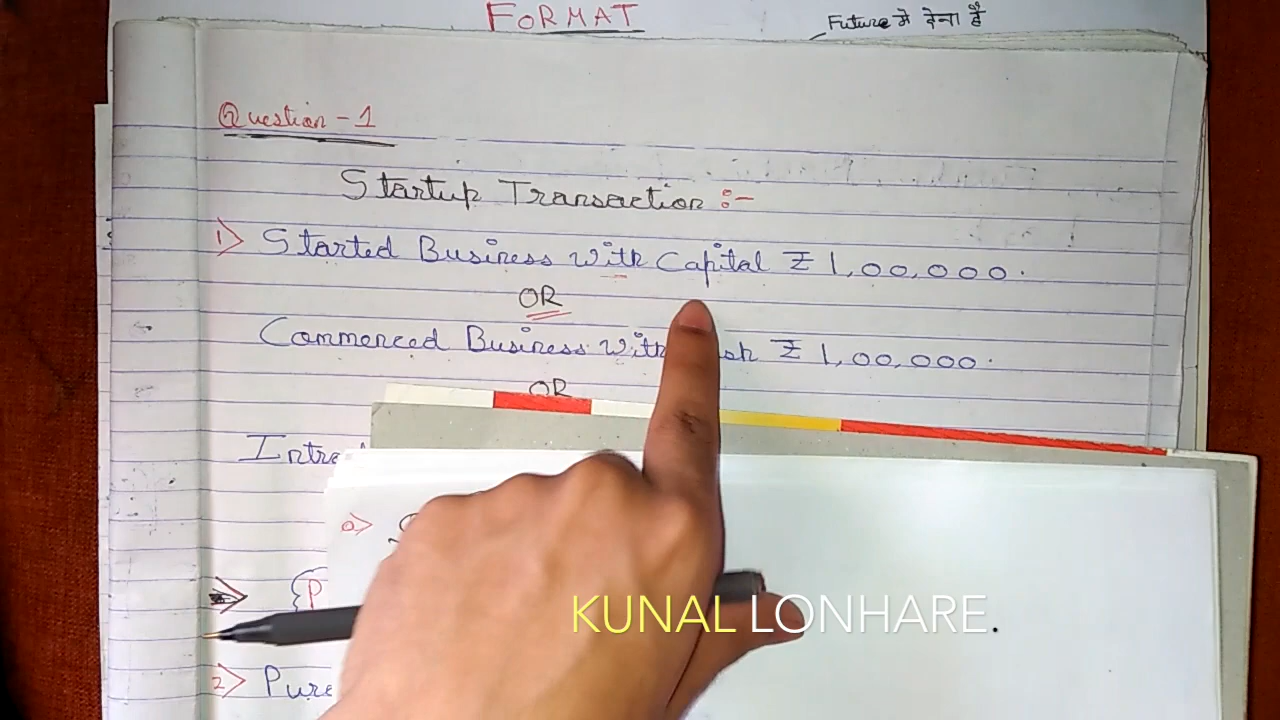 FORMAT
Future में देना है
Question - 1
Startup Transaction :-
1> Started Business with Capital ₹ 1,00,000.
OR
Commenced Business with ₹ 1,00,000.
OR
KUNAL LONHARE.
2>